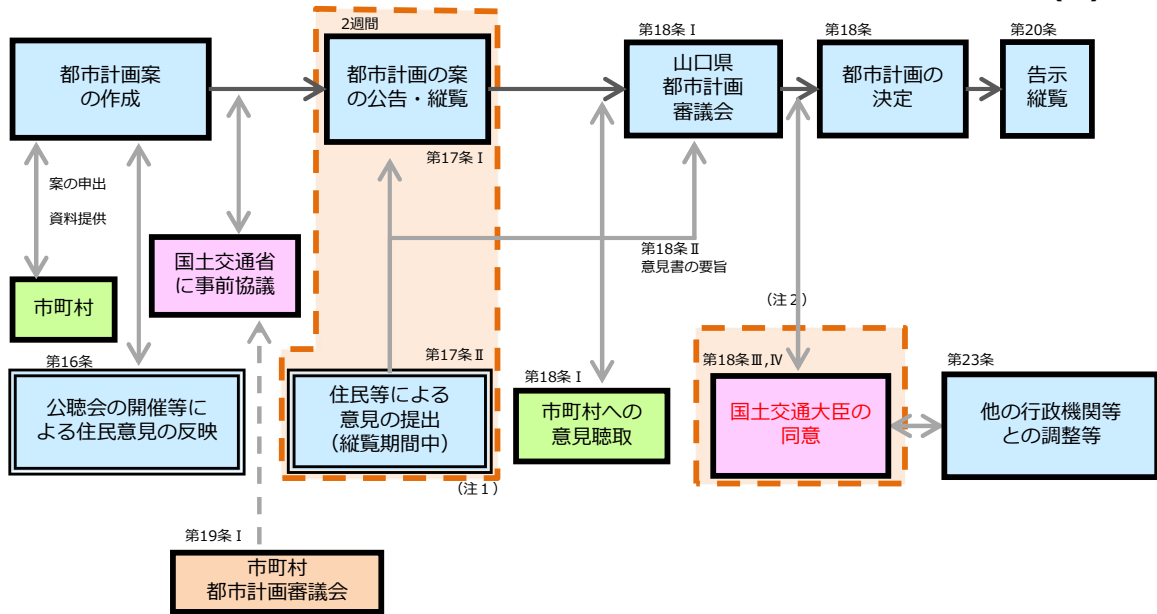 2週間
第18条Ⅰ
第18条
第20条
都市計画案
の作成
都市計画の案
の公告・縦覧
山口県
都市計画
審議会
都市計画の
決定
告示
縦覧
第17条Ⅰ
案の申出
資料提供
国土交通省
に事前協議
第18条Ⅱ
意見書の要旨
市町村
(注2)
第16条
第17条Ⅱ
第18条Ⅲ,Ⅳ
第23条
公聴会の開催等に
よる住民意見の反映
住民等による
意見の提出
(縦覧期間中)
第18条Ⅰ
市町村への
意見聴取
国土交通大臣の
同意
他の行政機関等
との調整等
(注1)
第19条Ⅰ
市町村
都市計画審議会